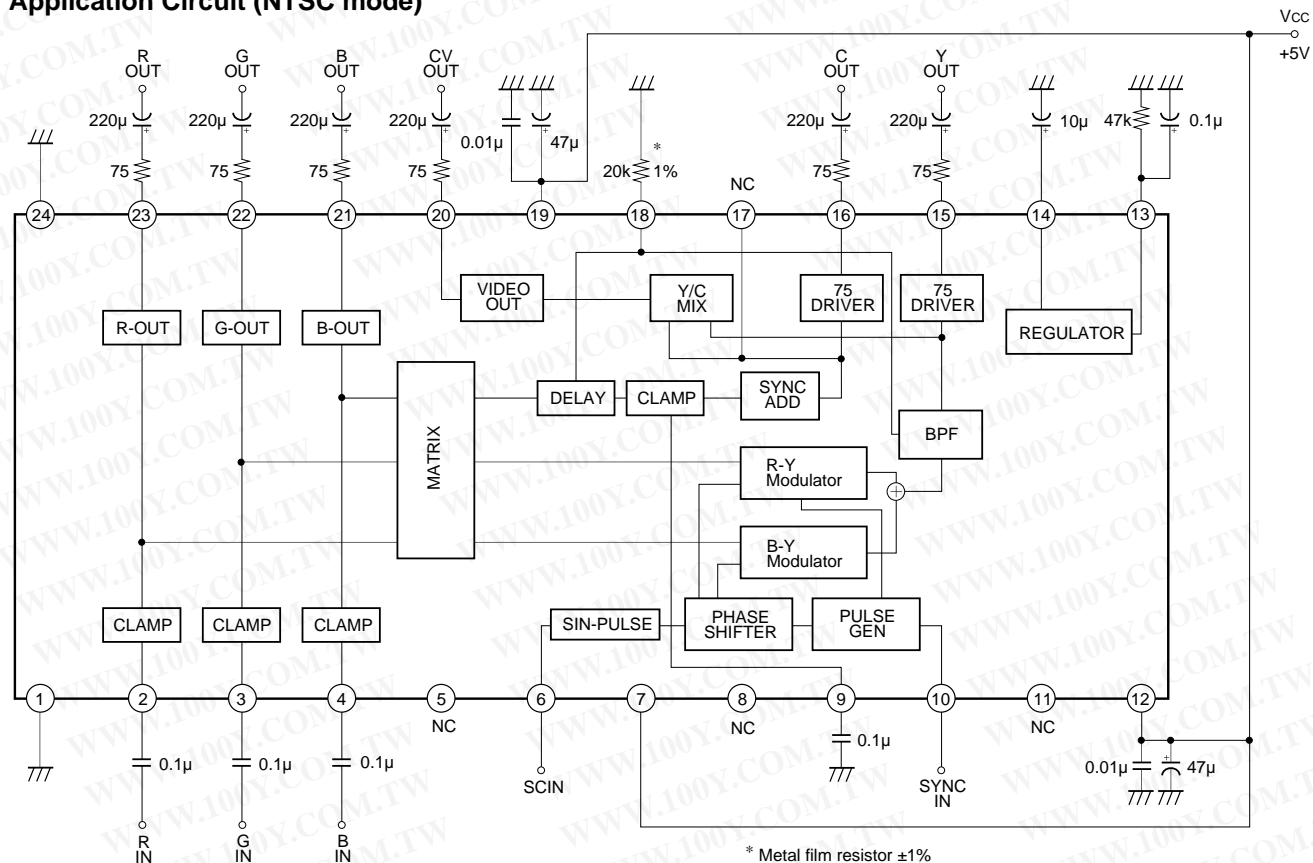 Application Circuit (NTSC mode)
VCC
+5V
R
OUT
G
OUT
B
OUT
CV
OUT
C
OUT
Y
OUT
220μ
220μ
220μ
220μ
0.01μ
47μ
220μ
220μ
10μ
47k
0.1μ
75
75
75
75
20k
*
1%
NC
75
75
24
23
22
21
20
19
18
17
16
15
14
13
VIDEO
OUT
Y/C
MIX
75
DRIVER
75
DRIVER
R-OUT
G-OUT
B-OUT
REGULATOR
MATRIX
DELAY
CLAMP
SYNC
ADD
BPF
R-Y
Modulator
B-Y
Modulator
CLAMP
CLAMP
CLAMP
SIN-PULSE
PHASE
SHIFTER
PULSE
GEN
1
2
3
4
5
6
7
8
9
10
11
12
NC
NC
NC
0.1μ
0.1μ
0.1μ
SCIN
0.1μ
SYNC
IN
0.01μ
47μ
R
IN
G
IN
B
IN
* Metal film resistor ±1%
WWW.100Y.COM.TW